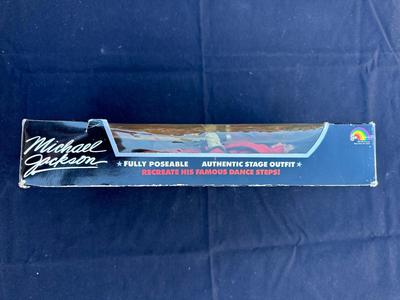 Michael
Jackson
★ FULLY POSEABLE AUTHENTIC STAGE OUTFIT ★
RECREATE HIS FAMOUS DANCE STEPS!